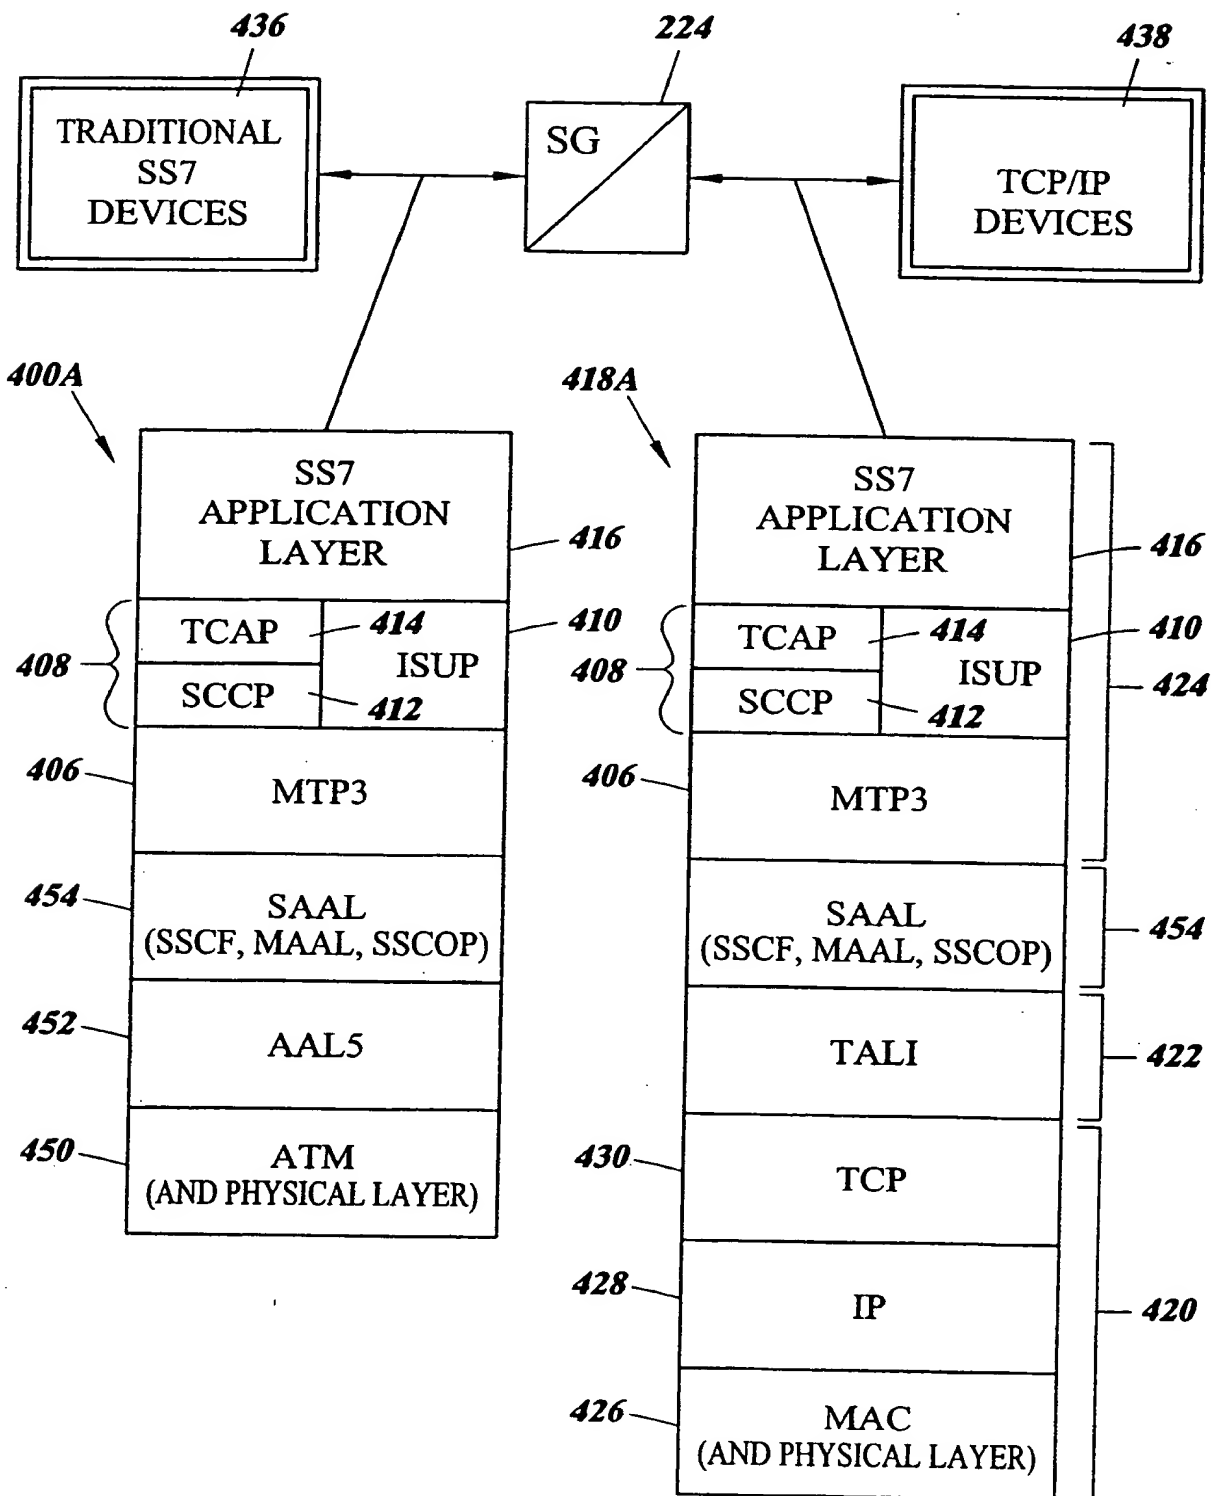 436
224
438
TRADITIONAL
SS7
DEVICES
SG
TCP/IP
DEVICES
400A
SS7
APPLICATION
LAYER
416
TCAP
414
ISUP
410
408
SCCP
412
406
MTP3
454
SAAL
(SSCF, MAAL, SSCOP)
452
AAL5
450
ATM
(AND PHYSICAL LAYER)
418A
SS7
APPLICATION
LAYER
416
TCAP
414
ISUP
410
408
SCCP
412
424
406
MTP3
SAAL
(SSCF, MAAL, SSCOP)
454
TALI
422
430
TCP
428
IP
420
426
MAC
(AND PHYSICAL LAYER)